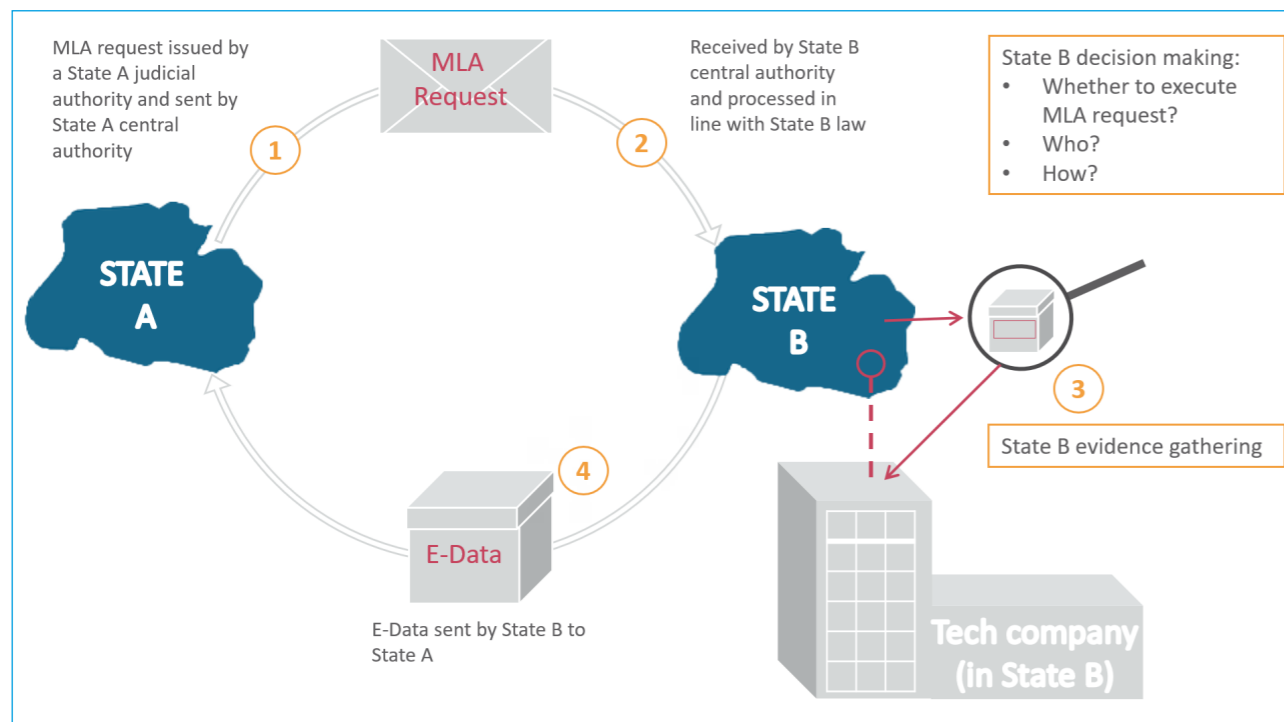 MLA request issued by
a State A judicial
authority and sent by
State A central
authority
MLA
Request
Received by State B
central authority
and processed in
line with State B law
State B decision making:
• Whether to execute
MLA request?
• Who?
• How?
1
2
STATE
A
STATE
B
3
State B evidence gathering
4
E-Data
E-Data sent by State B to
State A
Tech company
(in State B)